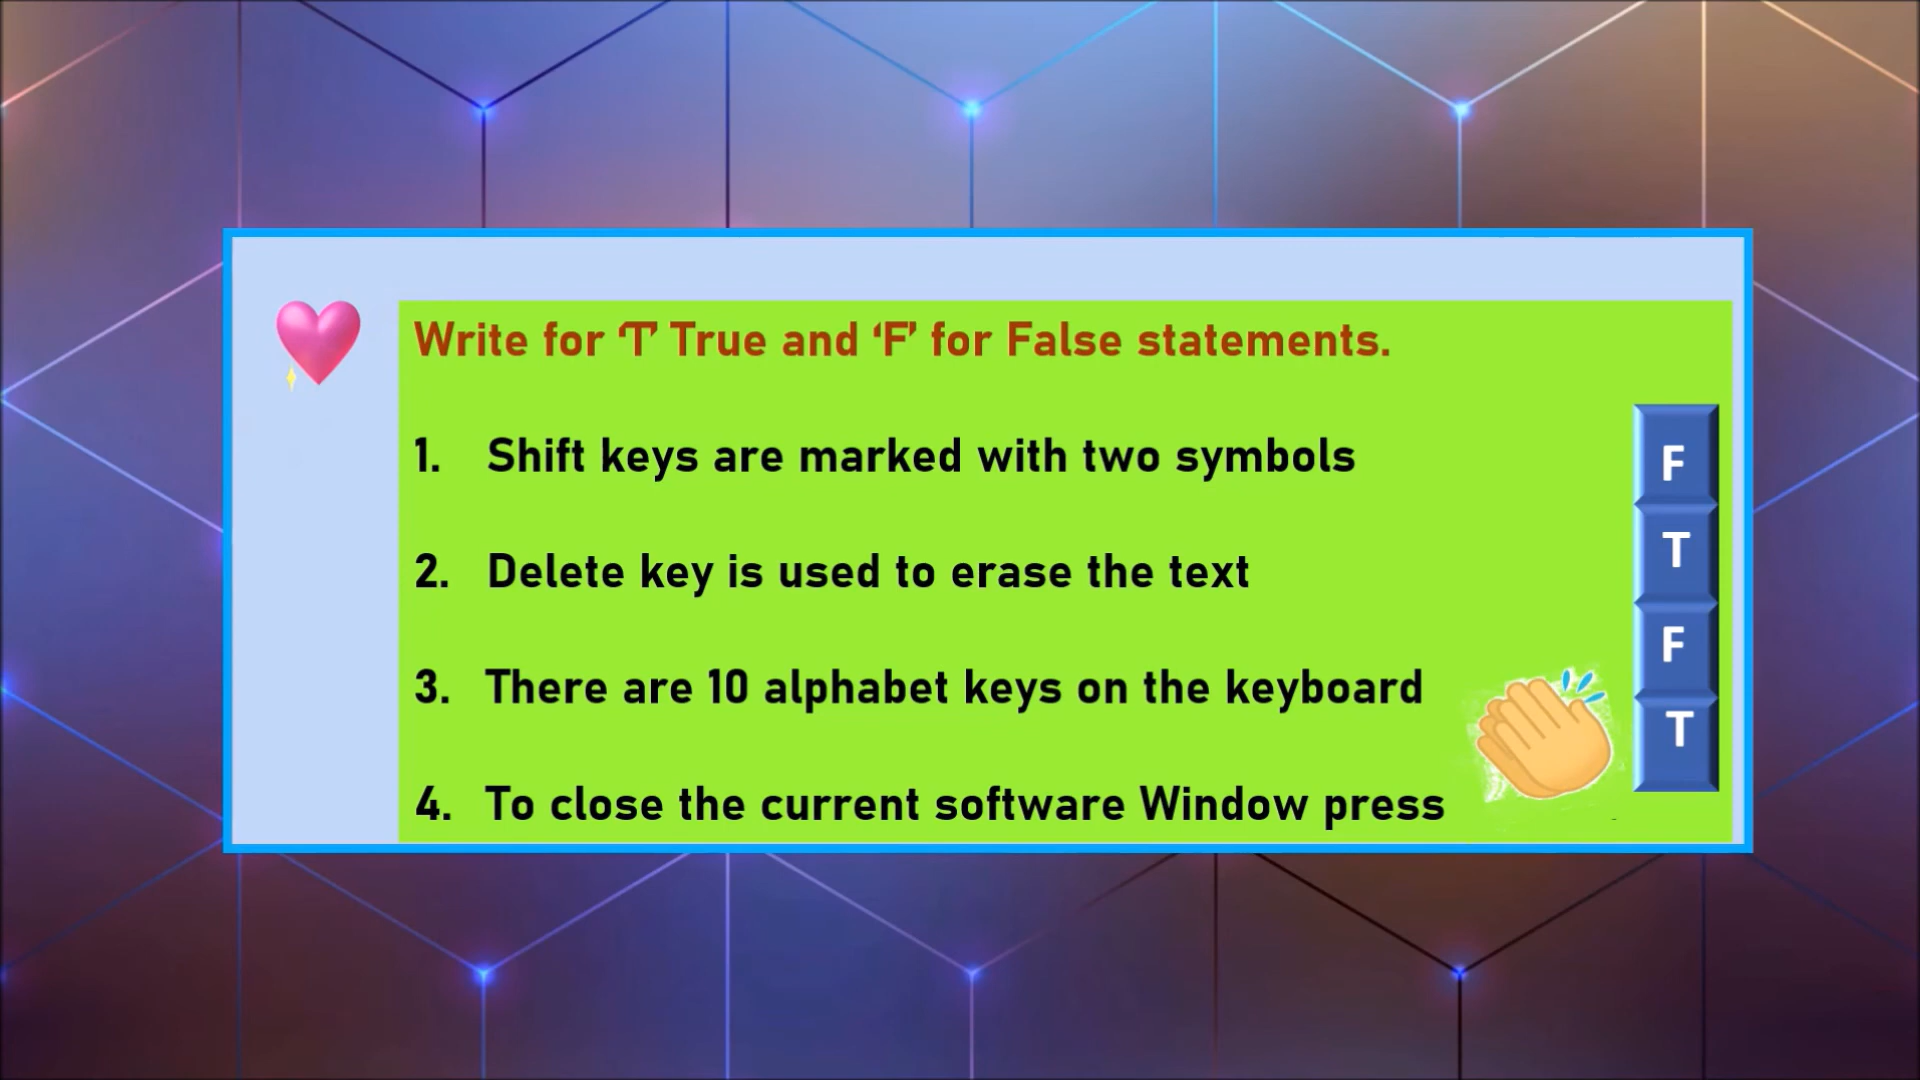 Write for ‘T’ True and ‘F’ for False statements.
1. Shift keys are marked with two symbols
F
2. Delete key is used to erase the text
T
3. There are 10 alphabet keys on the keyboard
F
4. To close the current software Window press
T